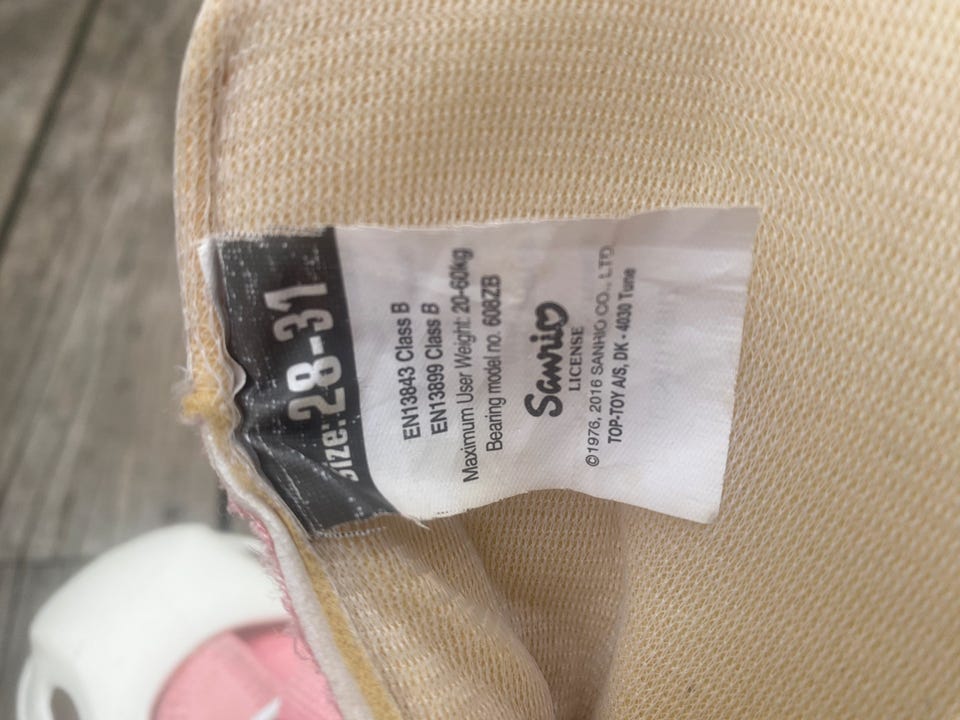 Size: 28-31
EN13843 Class B
EN13899 Class B
Maximum User Weight: 20-60kg
Bearing model no. 608ZB
Sanrio
LICENSE
©1976, 2016 SANRIO CO., LTD
TOP-TOY A/S, DK - 4030 Tune